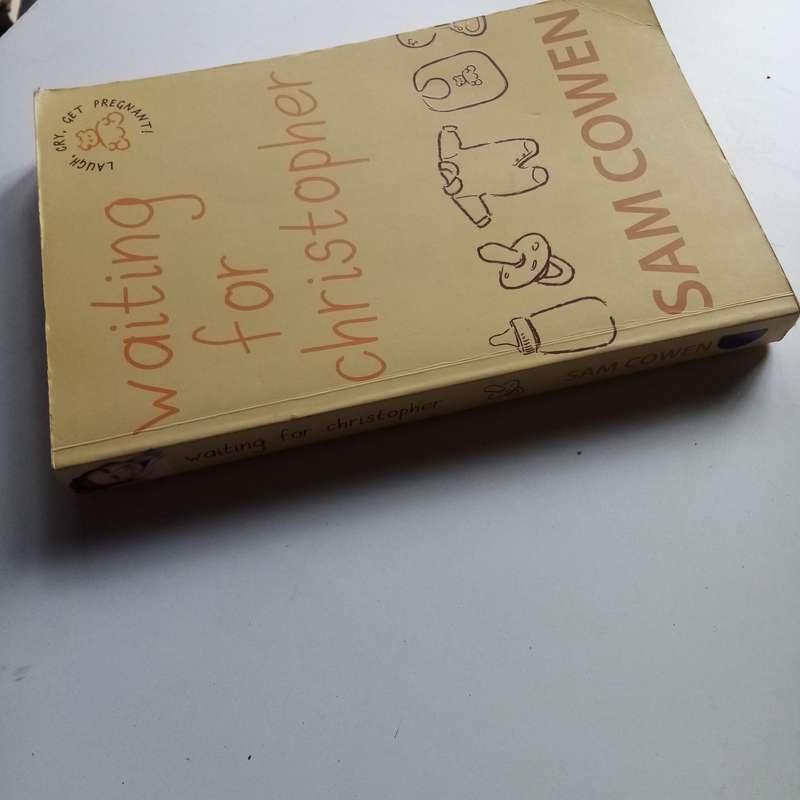 LAUGH, CRY, GET PREGNANT!
waiting
for
christopher
SAM COWEN
waiting for christopher
SAM COWEN